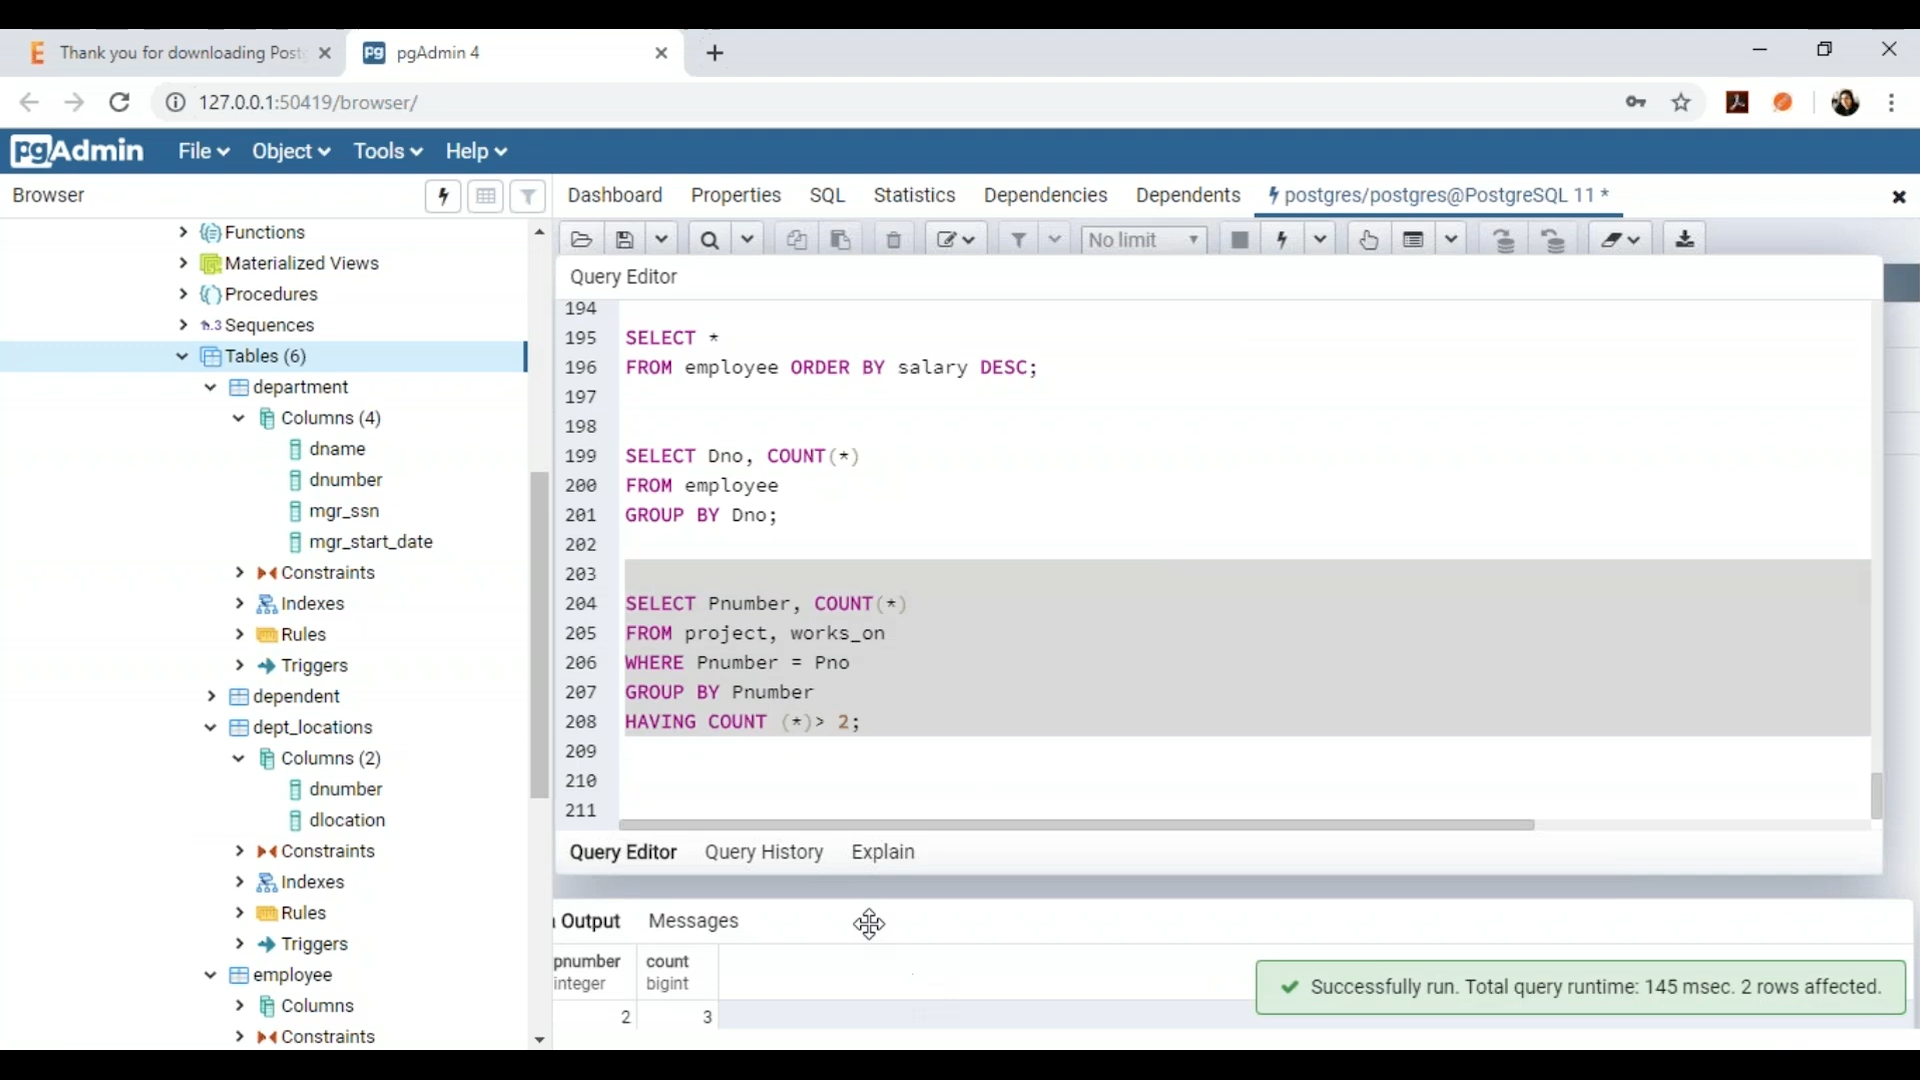 Thank you for downloading Post
pgAdmin 4
127.0.0.1:50419/browser/
pgAdmin
File
Object
Tools
Help
Browser
Dashboard
Properties
SQL
Statistics
Dependencies
Dependents
postgres/postgres@PostgreSQL 11 *
No limit
Functions
Materialized Views
Procedures
1..3 Sequences
Tables (6)
department
Columns (4)
dname
dnumber
mgr_ssn
mgr_start_date
Constraints
Indexes
Rules
Triggers
dependent
dept_locations
Columns (2)
dnumber
dlocation
Constraints
Indexes
Rules
Triggers
employee
Columns
Constraints
Query Editor
194
195 SELECT *
196 FROM employee ORDER BY salary DESC;
197
198
199 SELECT Dno, COUNT(*)
200 FROM employee
201 GROUP BY Dno;
202
203
204 SELECT Pnumber, COUNT(*)
205 FROM project, works_on
206 WHERE Pnumber = Pno
207 GROUP BY Pnumber
208 HAVING COUNT (*)> 2;
209
210
211
Query Editor
Query History
Explain
Output
Messages
pnumber
integer
count
bigint
2
3
Successfully run. Total query runtime: 145 msec. 2 rows affected.